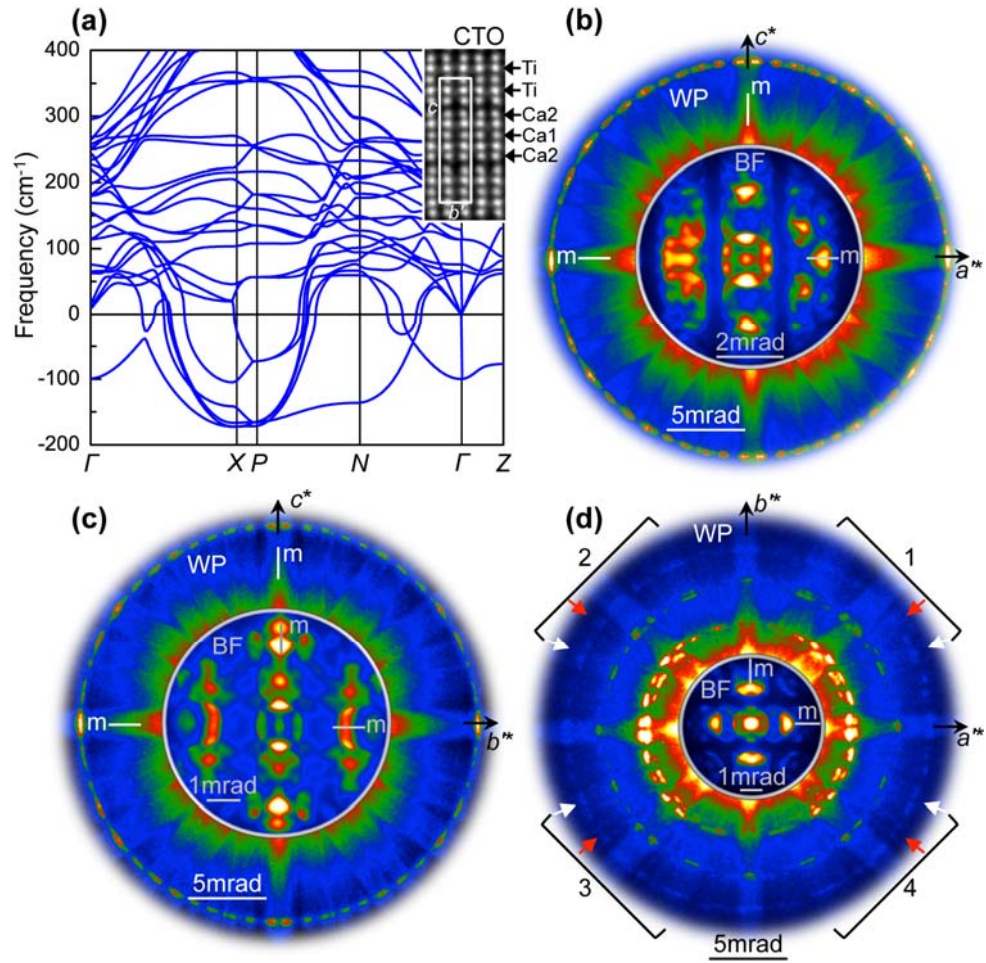 (a)
CTO
400
300
200
100
0
-100
-200
Frequency (cm⁻¹)
Γ X P N Γ Z
c
b'
Ti
Ti
Ca2
Ca1
Ca2
(b)
c*
WP
m
BF
m
m
a'*
2mrad
5mrad
(c)
c*
WP
m
BF
m
m
m
b'*
1mrad
5mrad
(d)
b'*
WP
2
1
m
BF
m
a'*
1mrad
3
4
5mrad